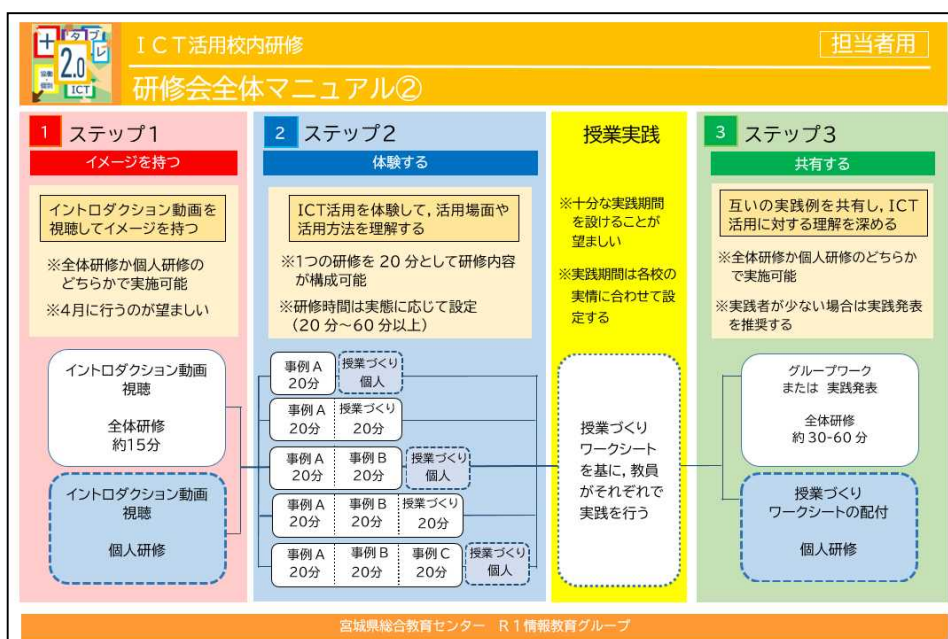 十
タブ
レ
2.0
協働・個別
ICT
ICT活用校内研修
担当者用
研修会全体マニュアル②
1 ステップ1
イメージを持つ
イントロダクション動画を
視聴してイメージを持つ
※全体研修か個人研修の
どちらかで実施可能
※4月に行うのが望ましい
イントロダクション動画
視聴
全体研修
約15分
イントロダクション動画
視聴
個人研修
2 ステップ2
体験する
ICT活用を体験して,活用場面や
活用方法を理解する
※1つの研修を 20 分として研修内容
が構成可能
※研修時間は実態に応じて設定
(20 分~60 分以上)
事例 A 授業づくり
20分 個人
事例 A 授業づくり
20分 20分
事例 A 事例 B 授業づくり
20分 20分 個人
事例 A 事例 B 授業づくり
20分 20分 20分
事例 A 事例 B 事例 C 授業づくり
20分 20分 20分 個人
授業実践
※十分な実践期間
を設けることが
望ましい
※実践期間は各校の
実情に合わせて設
定する
授業づくり
ワークシート
を基に,教員
がそれぞれで
実践を行う
3 ステップ3
共有する
互いの実践例を共有し,ICT
活用に対する理解を深める
※全体研修か個人研修のどちらか
で実施可能
※実践者が少ない場合は実践発表
を推奨する
グループワーク
または 実践発表
全体研修
約 30-60 分
授業づくり
ワークシートの配付
個人研修
宮城県総合教育センター R1情報教育グループ